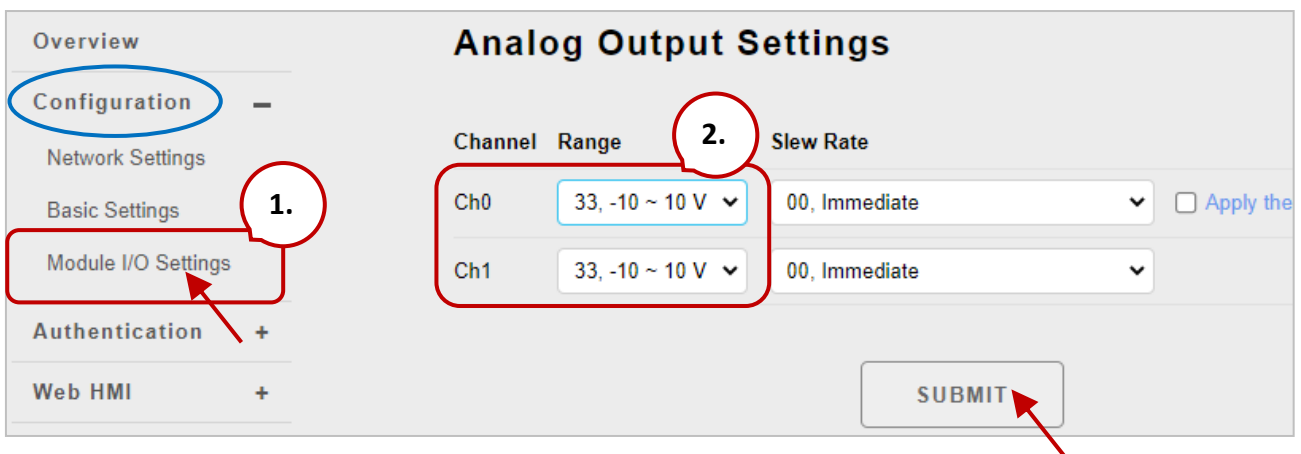 Overview
Configuration −
Network Settings
Basic Settings
1.
Module I/O Settings
Authentication +
Web HMI +
Analog Output Settings
2.
Channel Range Slew Rate
Ch0 33, -10 ~ 10 V 00, Immediate Apply the
Ch1 33, -10 ~ 10 V 00, Immediate
SUBMIT